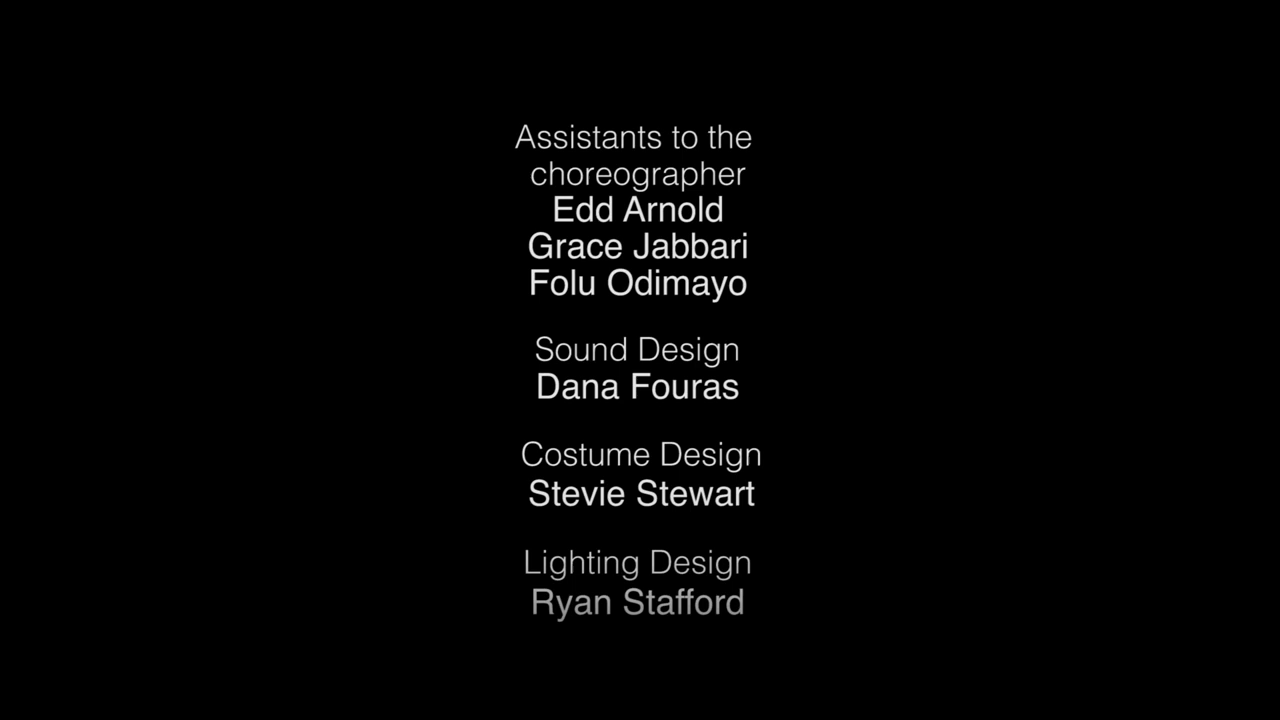 Assistants to the
choreographer
Edd Arnold
Grace Jabbari
Folu Odimayo
Sound Design
Dana Fouras
Costume Design
Stevie Stewart
Lighting Design
Ryan Stafford